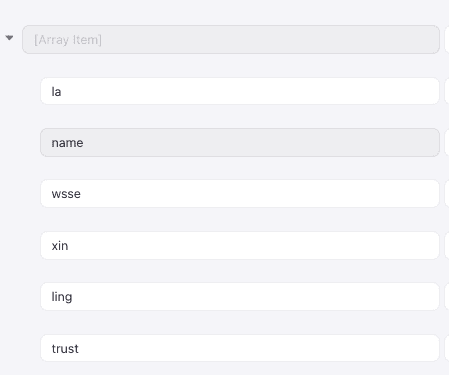 [Array Item]
la
name
wsse
xin
ling
trust